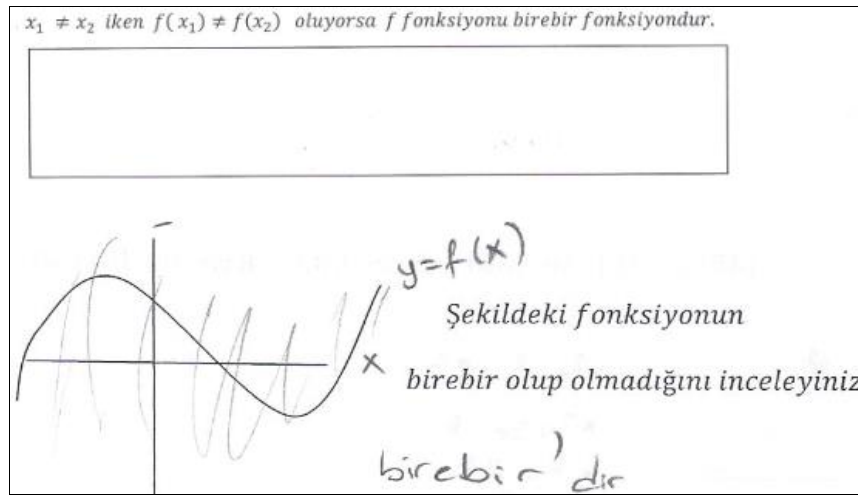 x₁ ≠ x₂ iken f(x₁) ≠ f(x₂) oluyorsa f fonksiyonu birebir fonksiyondur.
y=f(x)
Şekildeki fonksiyonun
x
birebir olup olmadığını inceleyiniz
birebir'dir